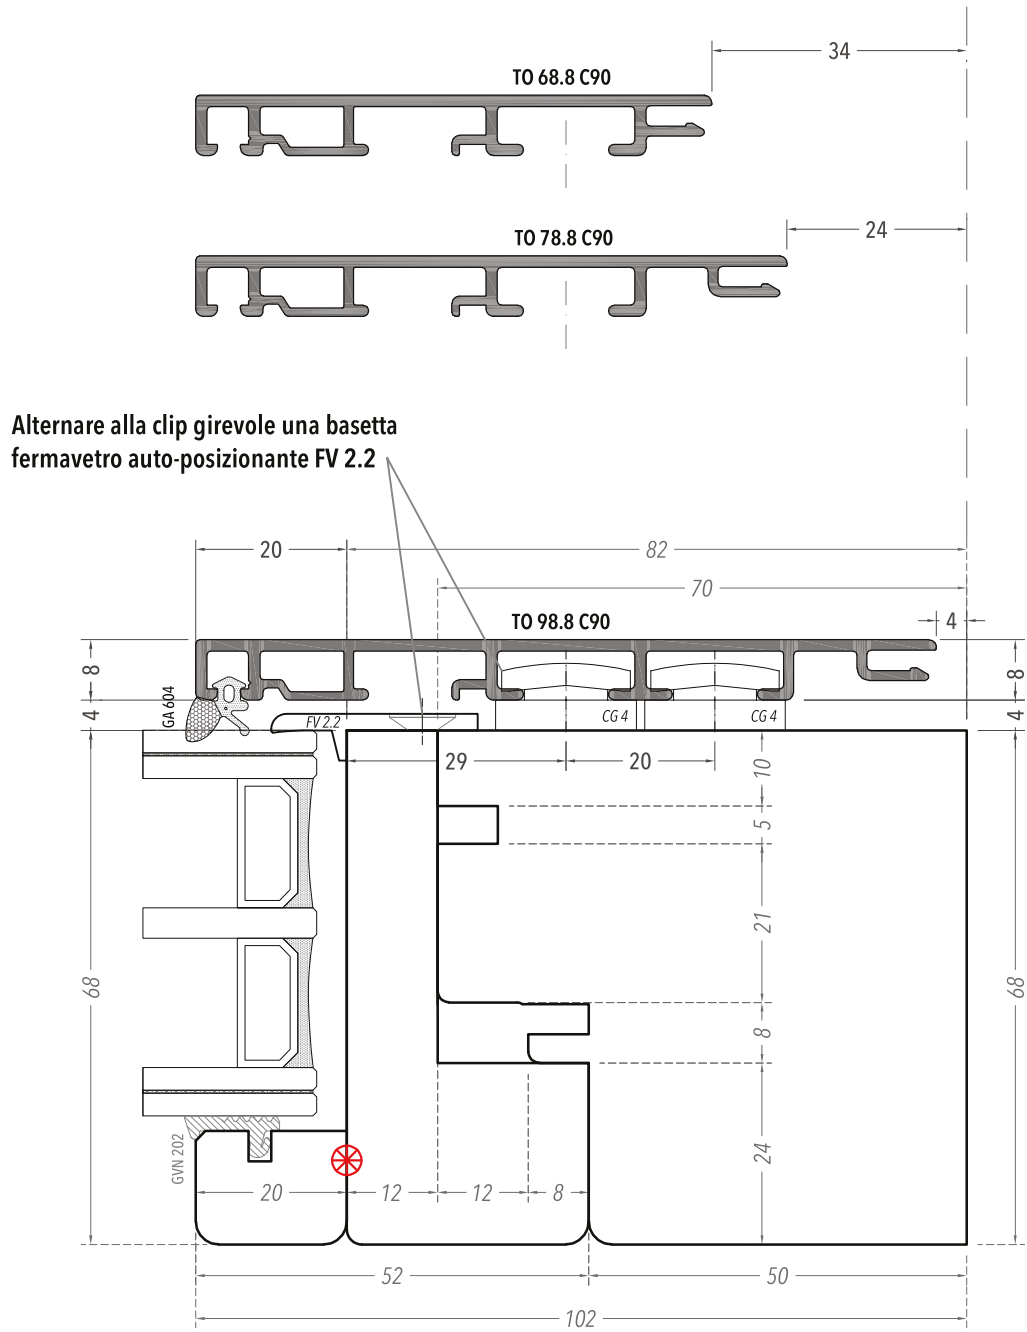 34
TO 68.8 C90
24
TO 78.8 C90
Alternare alla clip girevole una basetta
fermavetro auto-posizionante FV 2.2
20
82
70
TO 98.8 C90
4
8
8
GA 604
4
FV 2.2
CG 4
CG 4
4
29
20
10
5
21
68
68
8
GVN 202
24
20
12
12
8
52
50
102